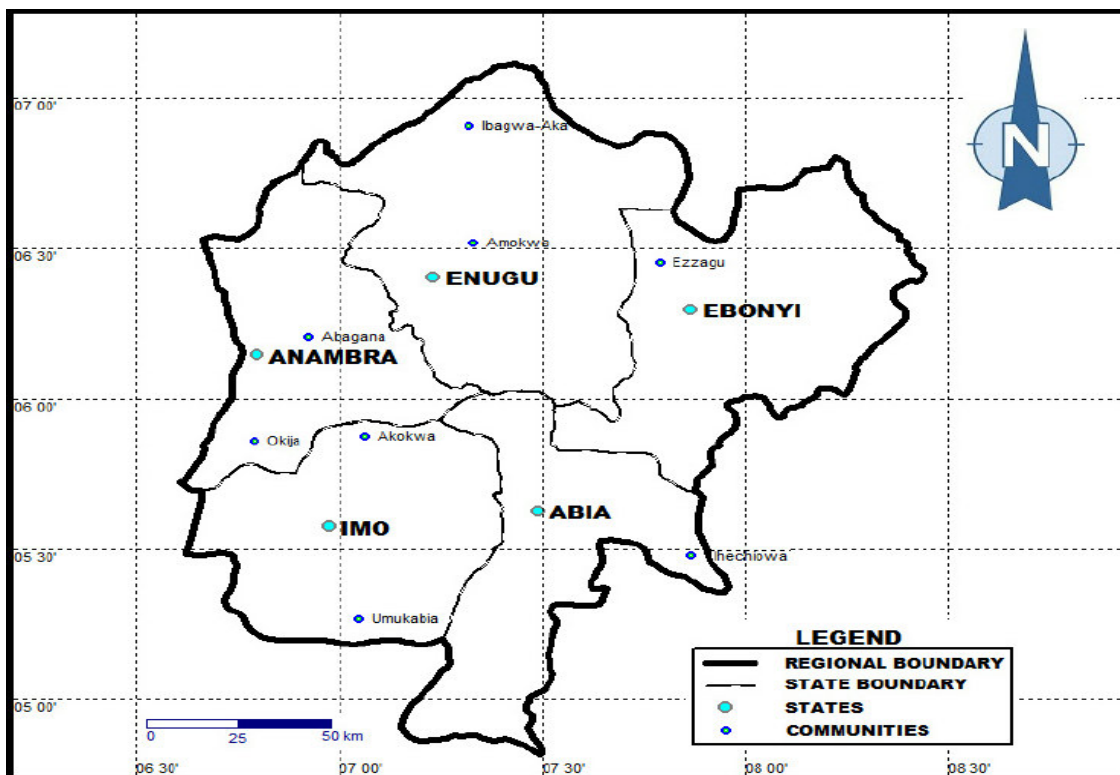 N
07 00'
Ibagwa-Aka
06 30'
Amokwe
Ezzagu
ENUGU
EBONYI
Abagana
ANAMBRA
06 00'
Okija
Akokwa
ABIA
IMO
05 30'
Ihechiowa
Umukabia
LEGEND
REGIONAL BOUNDARY
STATE BOUNDARY
STATES
COMMUNITIES
05 00'
0 25 50 km
06 30' 07 00' 07 30' 08 00' 08 30'